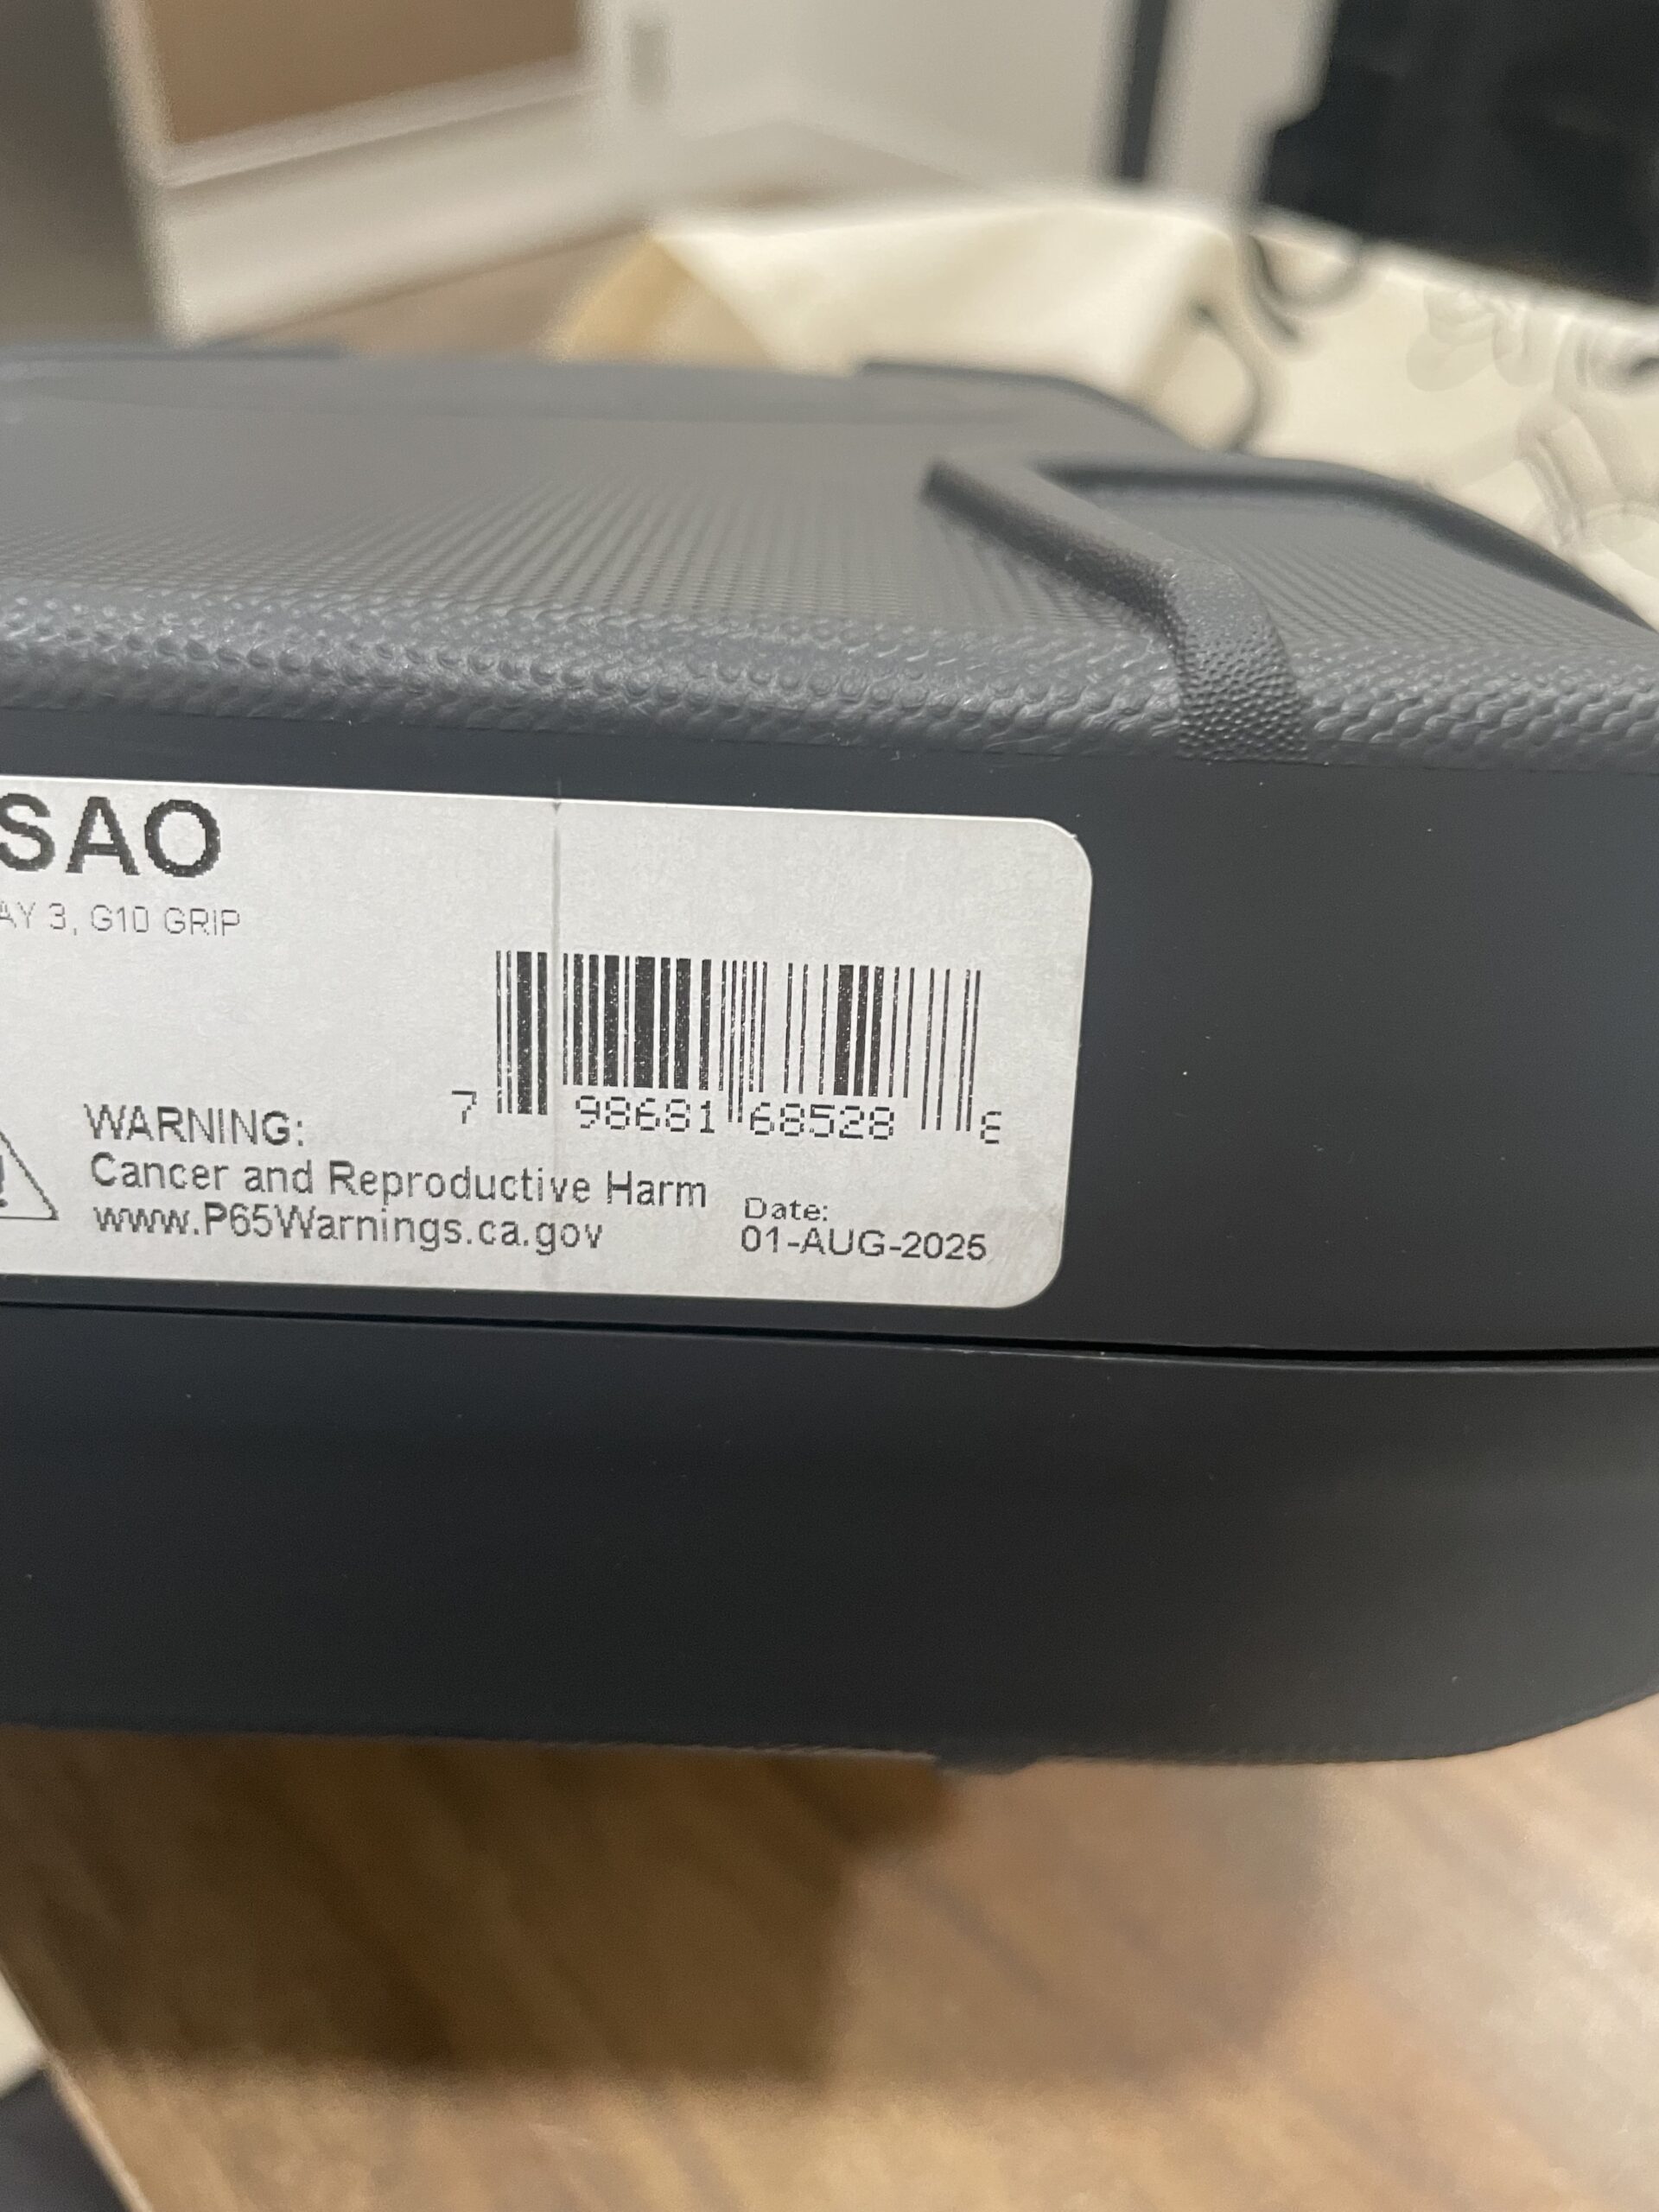 SAO
AY 3, G10 GRIP
7 98681 68528 8
WARNING:
Cancer and Reproductive Harm
www.P65Warnings.ca.gov
Date:
01-AUG-2025